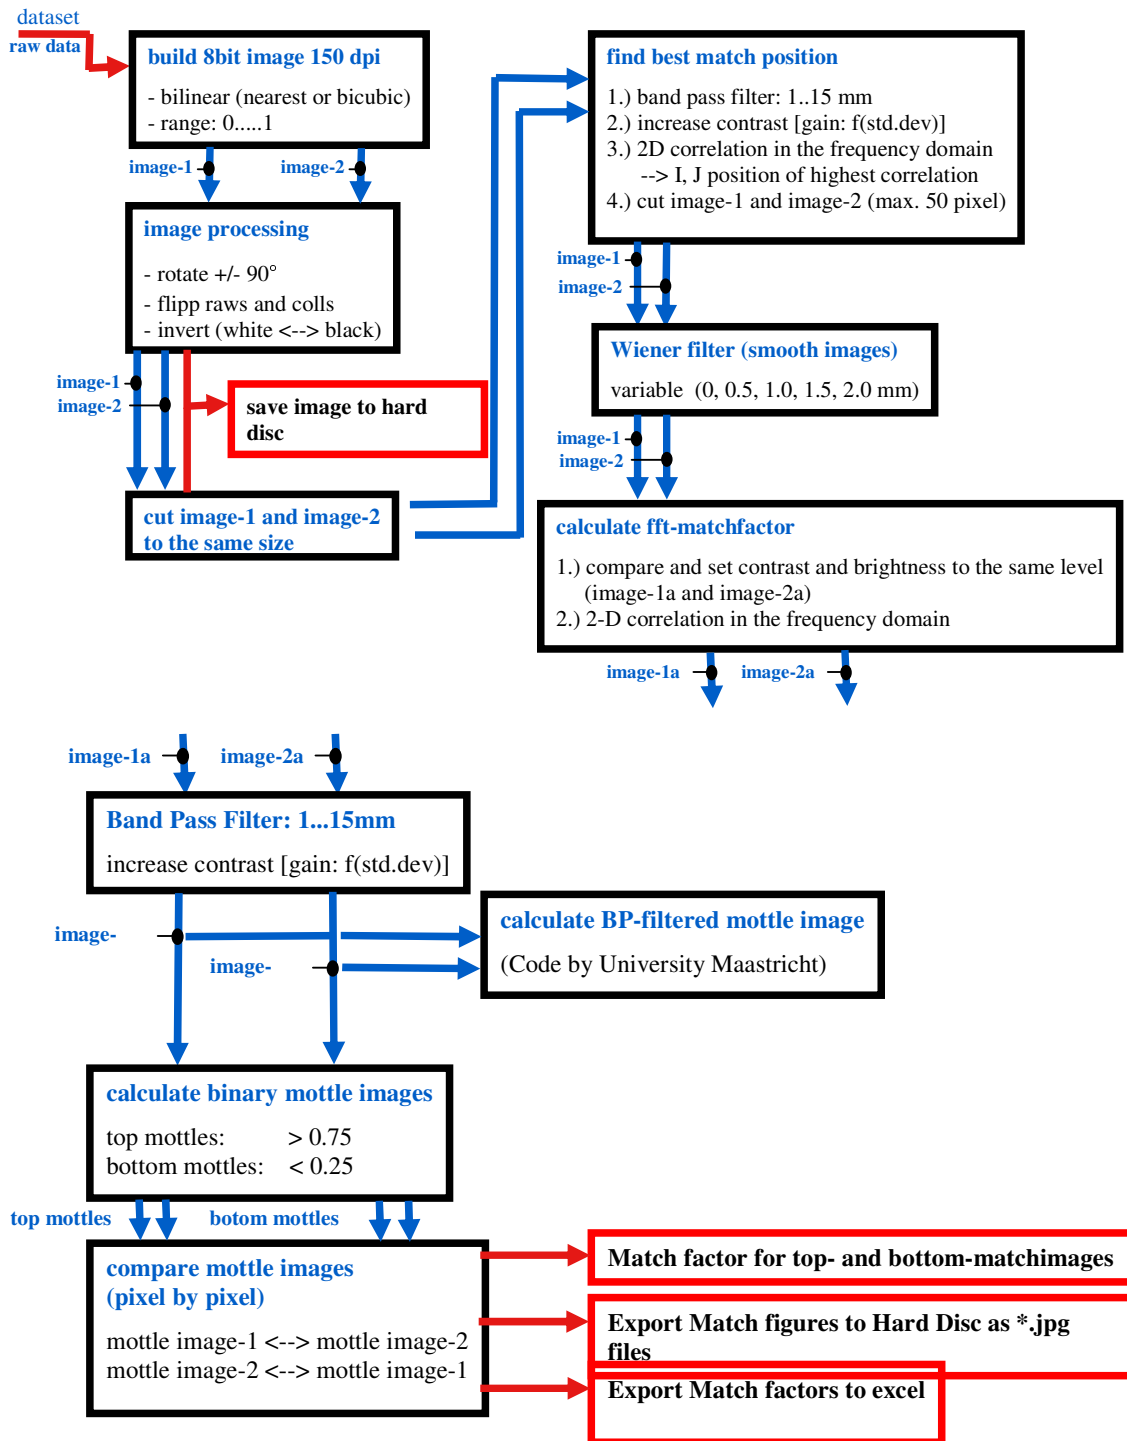 dataset
raw data
build 8bit image 150 dpi
- bilinear (nearest or bicubic)
- range: 0.....1
image-1
image-2
image processing
- rotate +/- 90°
- flipp raws and colls
- invert (white <--> black)
image-1
image-2
save image to hard
disc
cut image-1 and image-2
to the same size
find best match position
1.) band pass filter: 1..15 mm
2.) increase contrast [gain: f(std.dev)]
3.) 2D correlation in the frequency domain
--> I, J position of highest correlation
4.) cut image-1 and image-2 (max. 50 pixel)
image-1
image-2
Wiener filter (smooth images)
variable (0, 0.5, 1.0, 1.5, 2.0 mm)
image-1
image-2
calculate fft-matchfactor
1.) compare and set contrast and brightness to the same level
(image-1a and image-2a)
2.) 2-D correlation in the frequency domain
image-1a
image-2a
image-1a
image-2a
Band Pass Filter: 1...15mm
increase contrast [gain: f(std.dev)]
image-
image-
calculate BP-filtered mottle image
(Code by University Maastricht)
calculate binary mottle images
top mottles: > 0.75
bottom mottles: < 0.25
top mottles
botom mottles
compare mottle images
(pixel by pixel)
mottle image-1 <--> mottle image-2
mottle image-2 <--> mottle image-1
Match factor for top- and bottom-matchimages
Export Match figures to Hard Disc as *.jpg
files
Export Match factors to excel